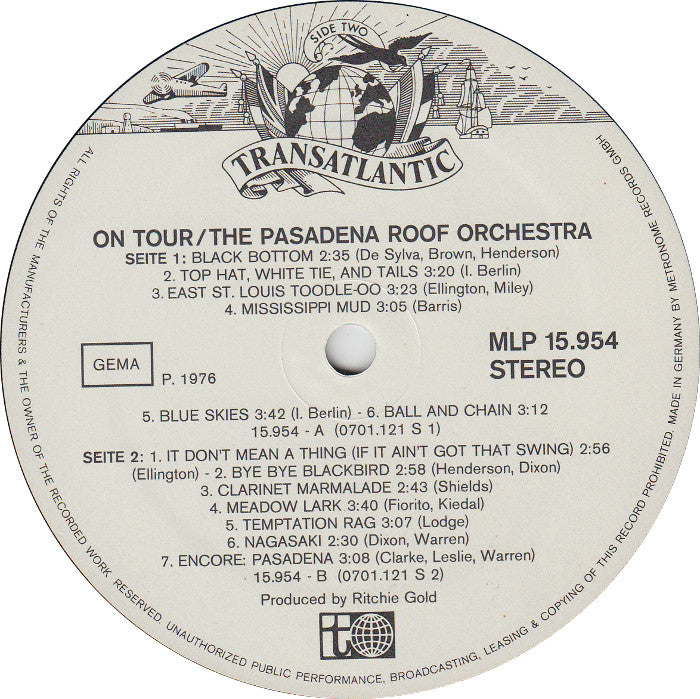 SIDE TWO
TRANSATLANTIC
ON TOUR/THE PASADENA ROOF ORCHESTRA
SEITE 1: BLACK BOTTOM 2:35 (De Sylva, Brown, Henderson)
2. TOP HAT, WHITE TIE, AND TAILS 3:20 (I. Berlin)
3. EAST ST. LOUIS TOODLE-OO 3:23 (Ellington, Miley)
4. MISSISSIPPI MUD 3:05 (Barris)
GEMA
P. 1976
MLP 15.954
STEREO
5. BLUE SKIES 3:42 (I. Berlin) - 6. BALL AND CHAIN 3:12
15.954 - A (0701.121 S 1)
SEITE 2: 1. IT DON'T MEAN A THING (IF IT AIN'T GOT THAT SWING) 2:56
(Ellington) - 2. BYE BYE BLACKBIRD 2:58 (Henderson, Dixon)
3. CLARINET MARMALADE 2:43 (Shields)
4. MEADOW LARK 3:40 (Fiorito, Kiedal)
5. TEMPTATION RAG 3:07 (Lodge)
6. NAGASAKI 2:30 (Dixon, Warren)
7. ENCORE: PASADENA 3:08 (Clarke, Leslie, Warren)
15.954 - B (0701.121 S 2)
Produced by Ritchie Gold
ALL RIGHTS OF THE MANUFACTURERS & THE OWNER OF THE RECORDED WORK RESERVED. UNAUTHORIZED PUBLIC PERFORMANCE, BROADCASTING, LEASING & COPYING OF THIS RECORD PROHIBITED. MADE IN GERMANY BY METRONOME RECORDS GMBH